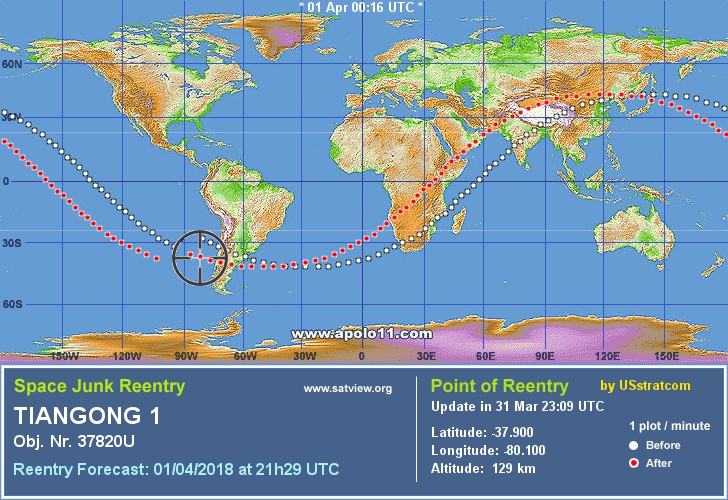 * 01 Apr 00:16 UTC *
60N
30N
0
30S
60S
www.apolo11.com
150W 120W 90W 60W 30W 0 30E 60E 90E 120E 150E
Space Junk Reentry
www.satview.org
TIANGONG 1
Obj. Nr. 37820U
Reentry Forecast: 01/04/2018 at 21h29 UTC
Point of Reentry
by USstratcom
Update in 31 Mar 23:09 UTC
Latitude: -37.900
Longitude: -80.100
Altitude: 129 km
1 plot / minute
Before
After